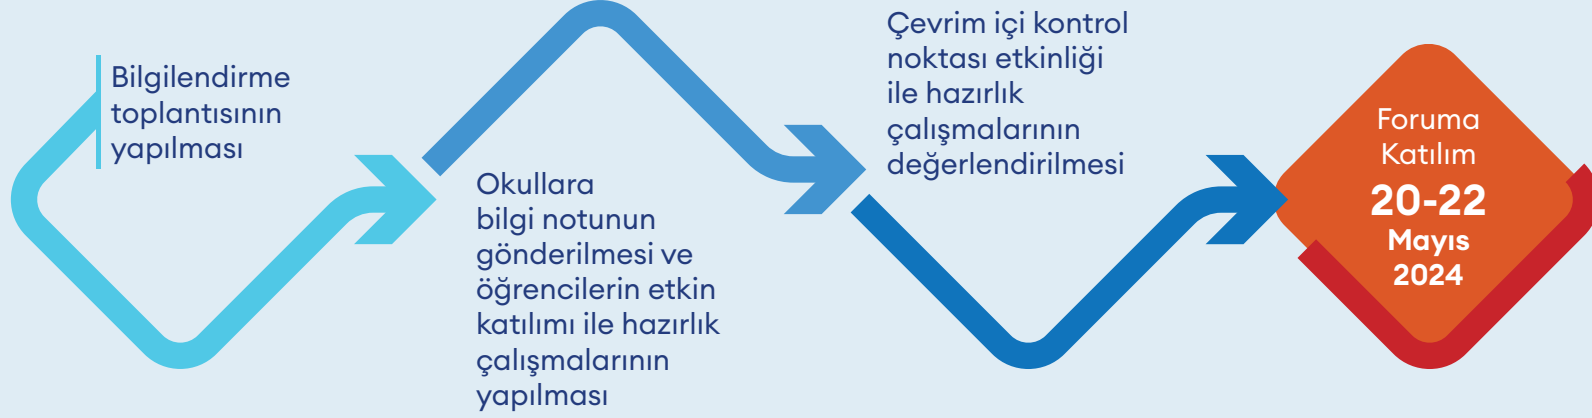 Bilgilendirme
toplantısının
yapılması
Okullara
bilgi notunun
gönderilmesi ve
öğrencilerin etkin
katılımı ile hazırlık
çalışmalarının
yapılması
Çevrim içi kontrol
noktası etkinliği
ile hazırlık
çalışmalarının
değerlendirilmesi
Foruma
Katılım
20-22
Mayıs
2024